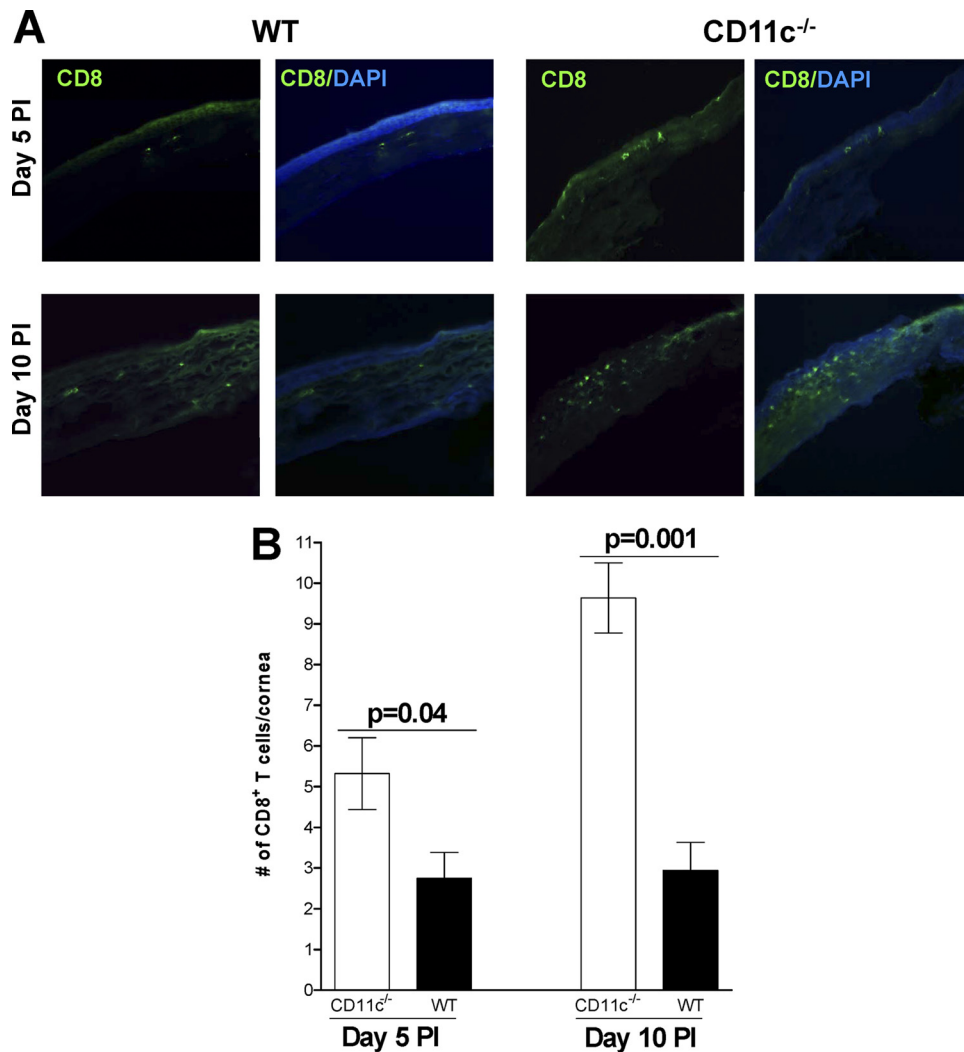 A
WT
CD11c⁻/⁻
Day 5 PI
CD8
CD8/DAPI
CD8
CD8/DAPI
Day 10 PI
B
# of CD8⁺ T cells/cornea
11
10
9
8
7
6
5
4
3
2
1
0
p=0.04
p=0.001
CD11c⁻/⁻
WT
CD11c⁻/⁻
WT
Day 5 PI
Day 10 PI